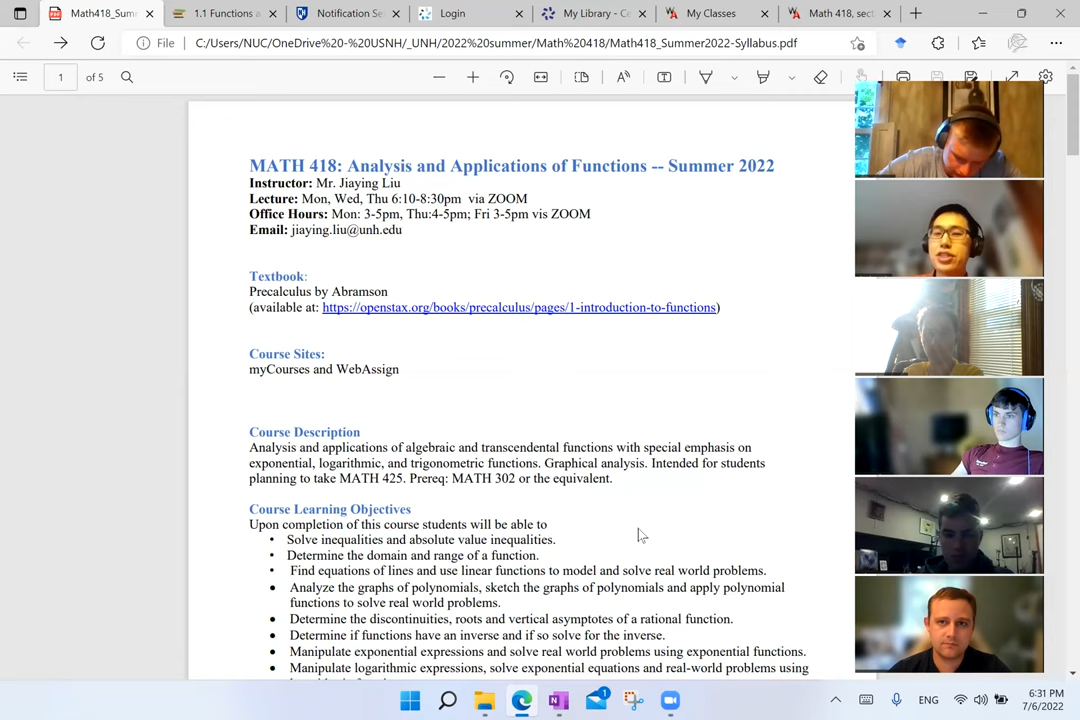 Math418_Sumr
1.1 Functions a
Notification Se
Login
My Library - Ce
My Classes
Math 418, sect
File
C:/Users/NUC/OneDrive%20-%20USNH/_UNH/2022%20summer/Math%20418/Math418_Summer2022-Syllabus.pdf
1 of 5
MATH 418: Analysis and Applications of Functions -- Summer 2022
Instructor: Mr. Jiaying Liu
Lecture: Mon, Wed, Thu 6:10-8:30pm via ZOOM
Office Hours: Mon: 3-5pm, Thu:4-5pm; Fri 3-5pm vis ZOOM
Email: jiaying.liu@unh.edu
Textbook:
Precalculus by Abramson
(available at: https://openstax.org/books/precalculus/pages/1-introduction-to-functions)
Course Sites:
myCourses and WebAssign
Course Description
Analysis and applications of algebraic and transcendental functions with special emphasis on
exponential, logarithmic, and trigonometric functions. Graphical analysis. Intended for students
planning to take MATH 425. Prereq: MATH 302 or the equivalent.
Course Learning Objectives
Upon completion of this course students will be able to
• Solve inequalities and absolute value inequalities.
• Determine the domain and range of a function.
• Find equations of lines and use linear functions to model and solve real world problems.
• Analyze the graphs of polynomials, sketch the graphs of polynomials and apply polynomial
functions to solve real world problems.
• Determine the discontinuities, roots and vertical asymptotes of a rational function.
• Determine if functions have an inverse and if so solve for the inverse.
• Manipulate exponential expressions and solve real world problems using exponential functions.
• Manipulate logarithmic expressions, solve exponential equations and real-world problems using
1
ENG
6:31 PM
7/6/2022